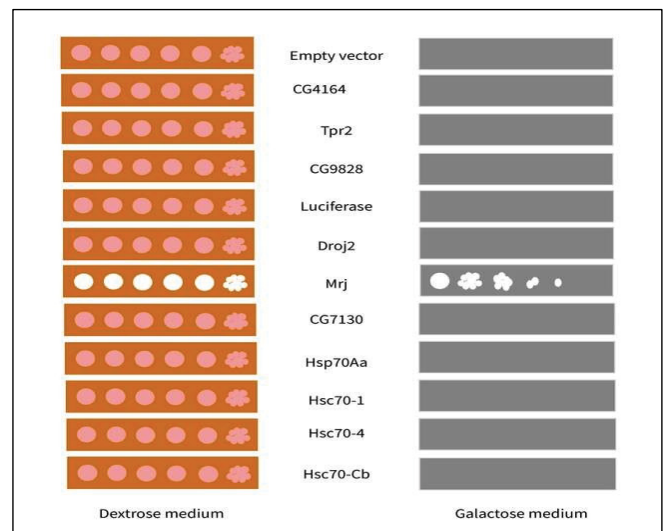 Empty vector
CG4164
Tpr2
CG9828
Luciferase
Droj2
Mrj
CG7130
Hsp70Aa
Hsc70-1
Hsc70-4
Hsc70-Cb
Dextrose medium
Galactose medium